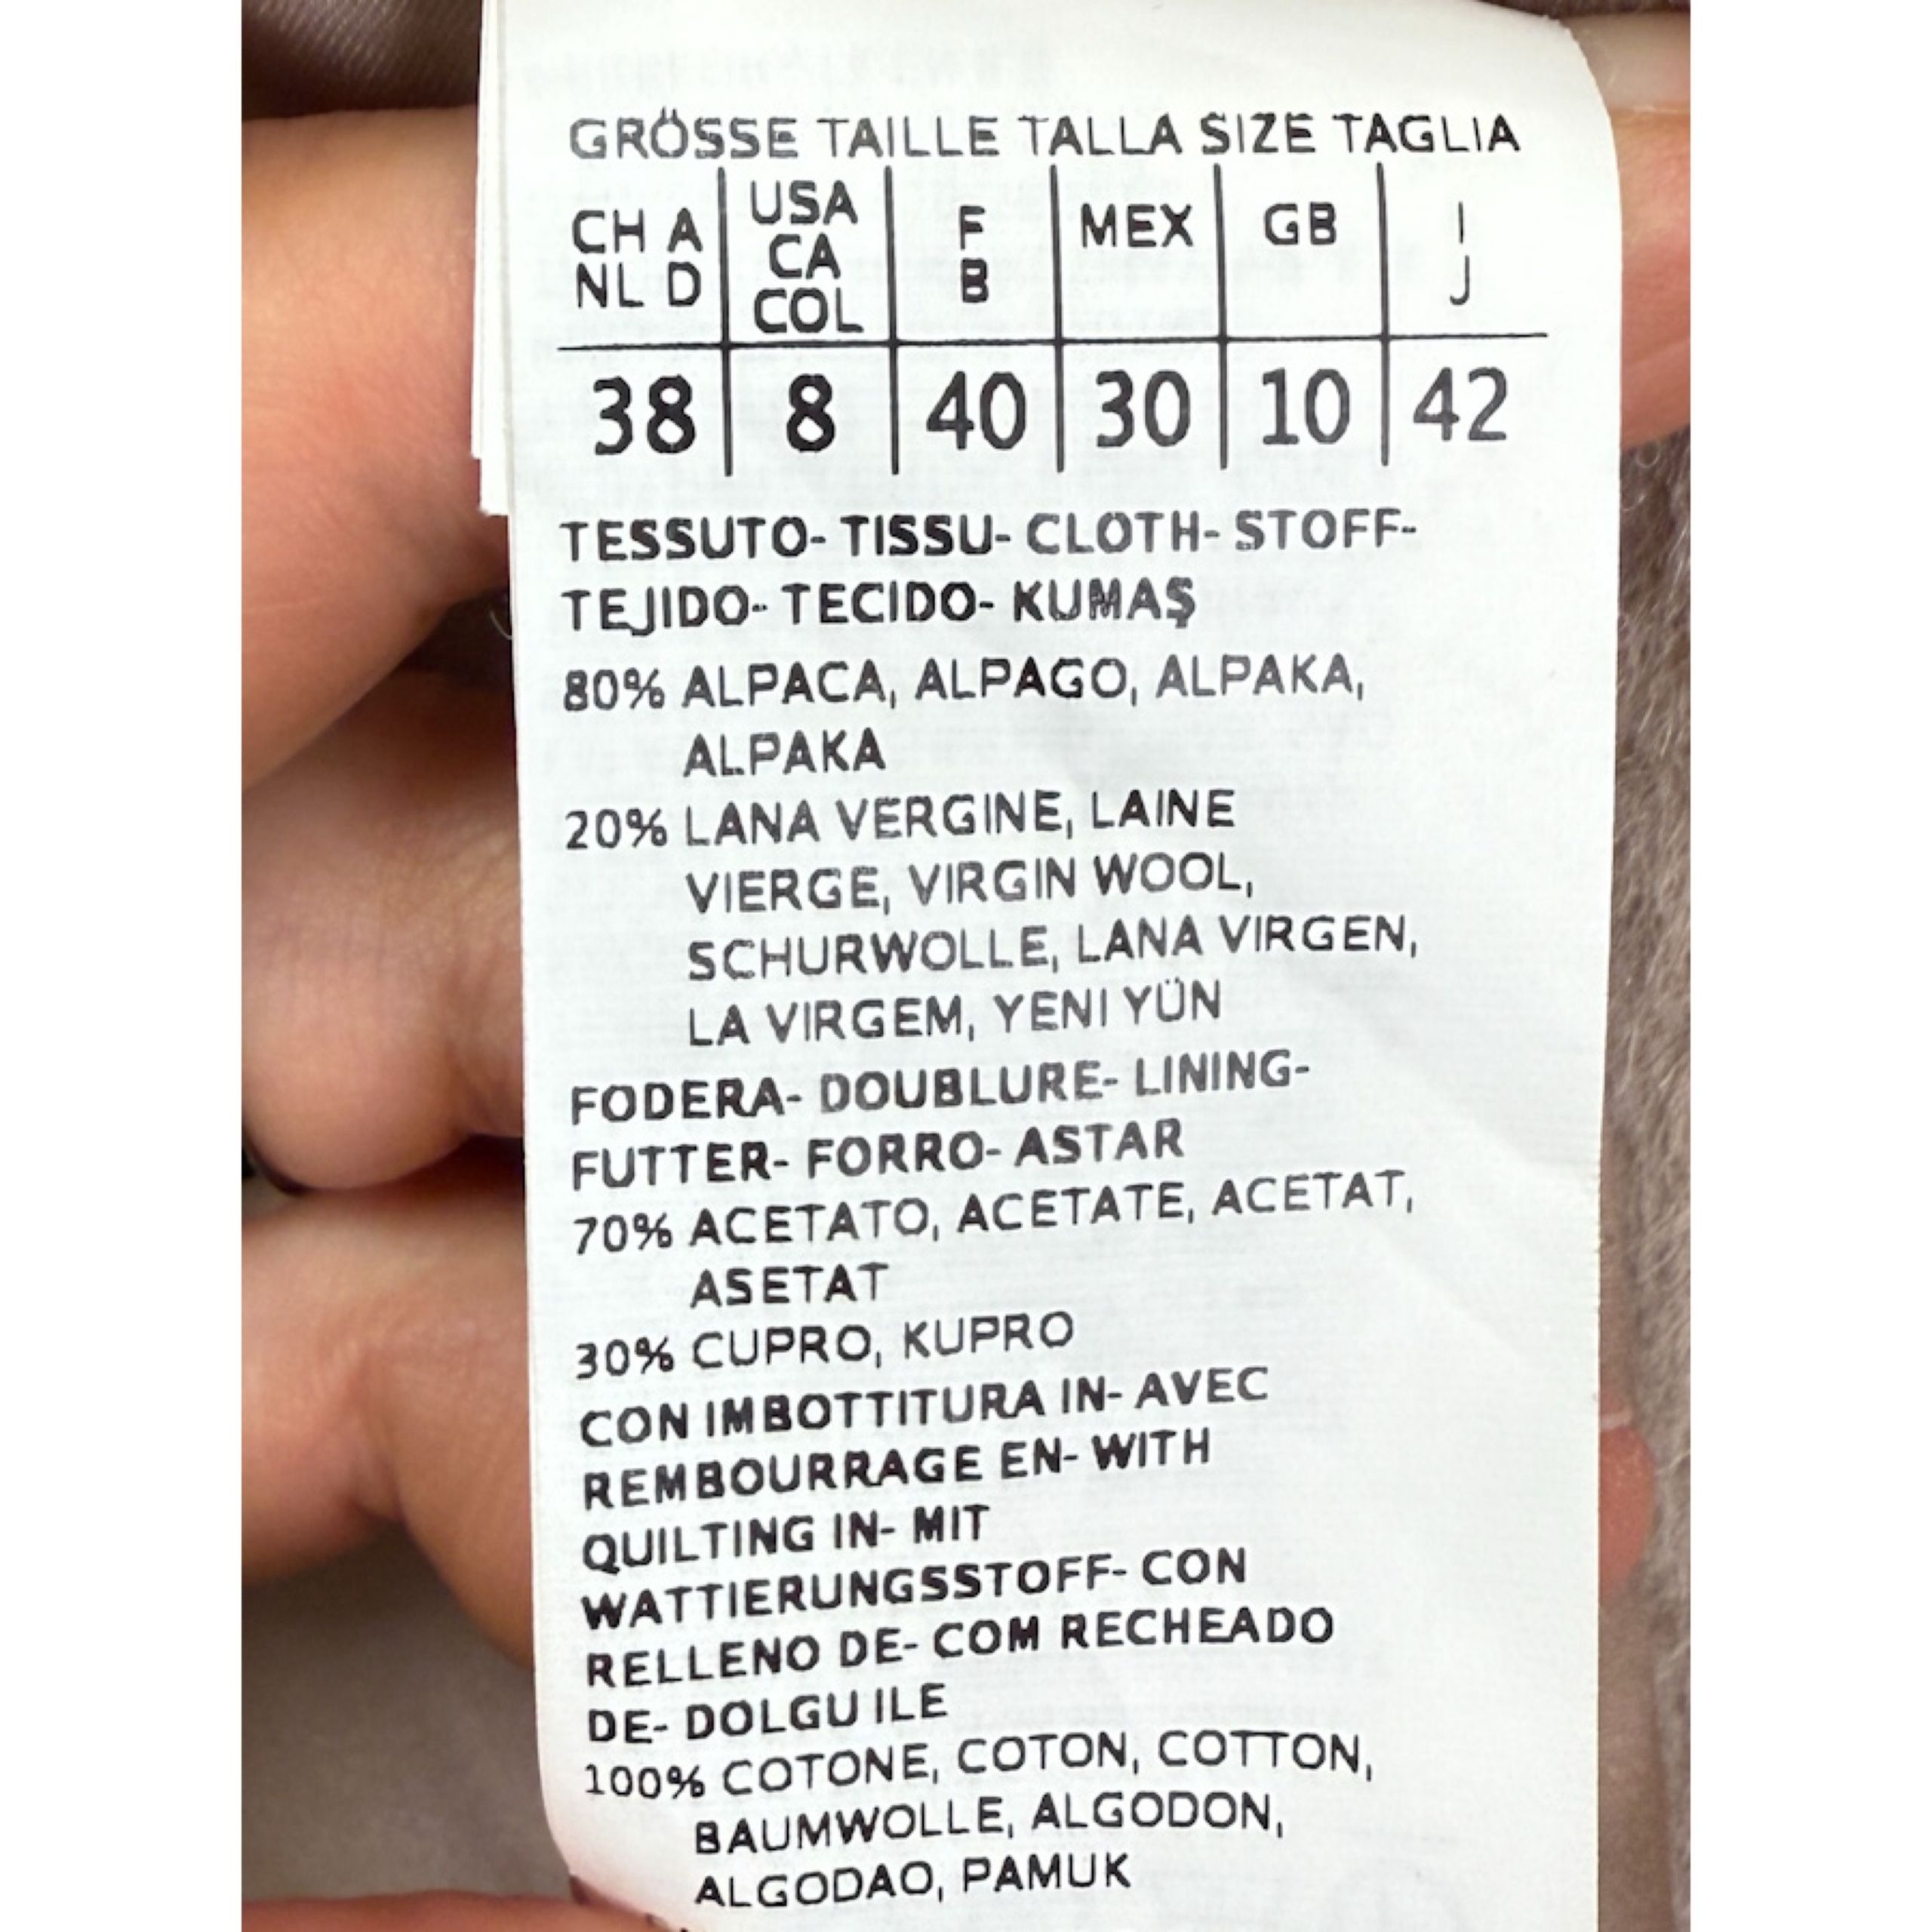 GRÖSSE TAILLE TALLA SIZE TAGLIA
CH A NL D | USA CA COL | F B | MEX | GB | I J
38 | 8 | 40 | 30 | 10 | 42
TESSUTO- TISSU- CLOTH- STOFF-
TEJIDO- TECIDO- KUMAŞ
80% ALPACA, ALPAGO, ALPAKA,
ALPAKA
20% LANA VERGINE, LAINE
VIERGE, VIRGIN WOOL,
SCHURWOLLE, LANA VIRGEN,
LA VIRGEM, YENI YÜN
FODERA- DOUBLURE- LINING-
FUTTER- FORRO- ASTAR
70% ACETATO, ACETATE, ACETAT,
ASETAT
30% CUPRO, KUPRO
CON IMBOTTITURA IN- AVEC
REMBOURRAGE EN- WITH
QUILTING IN- MIT
WATTIERUNGSSTOFF- CON
RELLENO DE- COM RECHEADO
DE- DOLGU ILE
100% COTONE, COTON, COTTON,
BAUMWOLLE, ALGODON,
ALGODAO, PAMUK